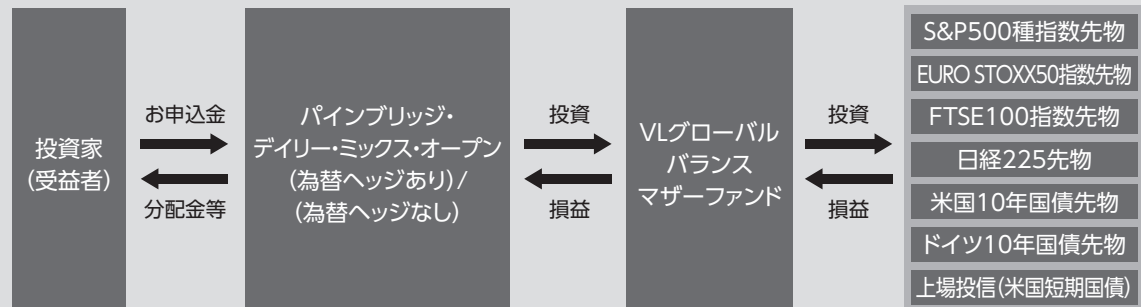 投資家
(受益者)
お申込金
分配金等
パインブリッジ・
デイリー・ミックス・オープン
(為替ヘッジあり)/
(為替ヘッジなし)
投資
損益
VLグローバル
バランス
マザーファンド
投資
損益
S&P500種指数先物
EURO STOXX50指数先物
FTSE100指数先物
日経225先物
米国10年国債先物
ドイツ10年国債先物
上場投信(米国短期国債)